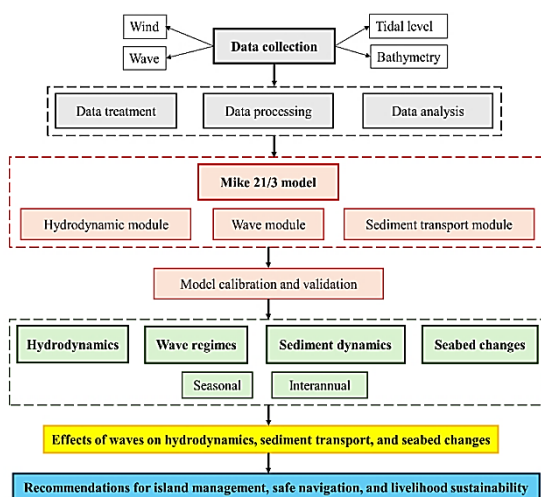 Wind
Tidal level
Data collection
Wave
Bathymetry
Data treatment
Data processing
Data analysis
Mike 21/3 model
Hydrodynamic module
Wave module
Sediment transport module
Model calibration and validation
Hydrodynamics
Wave regimes
Sediment dynamics
Seabed changes
Seasonal
Interannual
Effects of waves on hydrodynamics, sediment transport, and seabed changes
Recommendations for island management, safe navigation, and livelihood sustainability